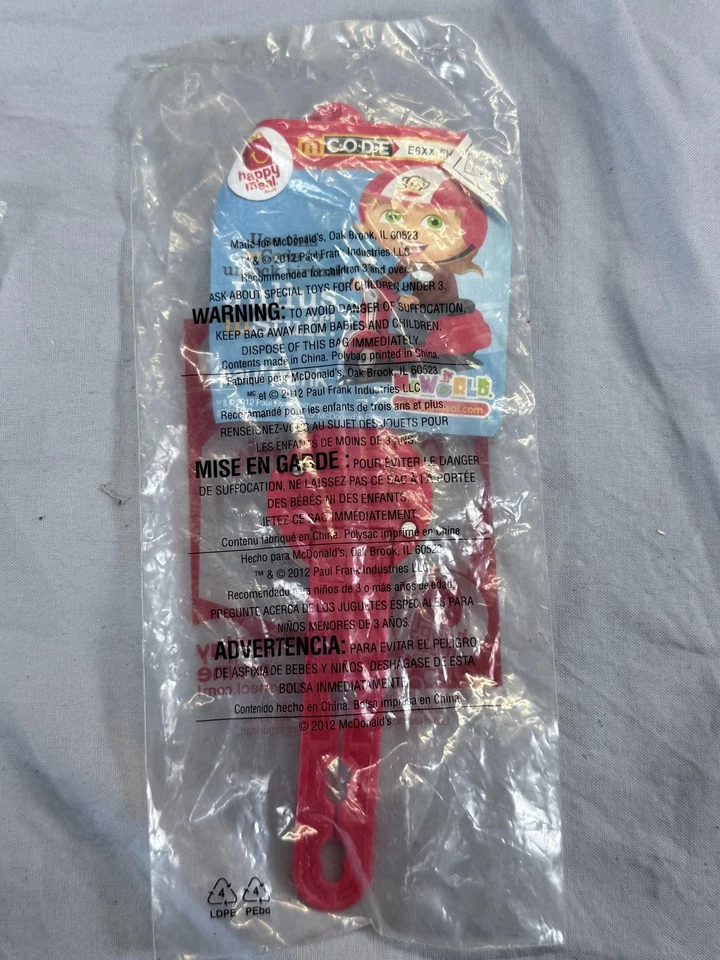 happy
meal
m CODE
E6XX
Made for McDonald's, Oak Brook, IL 60523
™ & © 2012 Paul Frank Industries LLC
Recommended for children 3 and over.
ASK ABOUT SPECIAL TOYS FOR CHILDREN UNDER 3.
WARNING: TO AVOID DANGER OF SUFFOCATION,
KEEP BAG AWAY FROM BABIES AND CHILDREN.
DISPOSE OF THIS BAG IMMEDIATELY.
Contents made in China. Polybag printed in China.
Fabriqué pour McDonald's, Oak Brook, IL 60523
MC et © 2012 Paul Frank Industries LLC
Recommandé pour les enfants de trois ans et plus.
RENSEIGNEZ-VOUS AU SUJET DES JOUETS POUR
LES ENFANTS DE MOINS DE 3 ANS.
MISE EN GARDE : POUR ÉVITER LE DANGER
DE SUFFOCATION, NE LAISSEZ PAS CE SAC À LA PORTÉE
DES BÉBÉS NI DES ENFANTS.
JETEZ CE SAC IMMÉDIATEMENT.
Contenu fabriqué en Chine. Polysac imprimé en Chine.
Hecho para McDonald's, Oak Brook, IL 60523
™ & © 2012 Paul Frank Industries LLC
Recomendado para niños de 3 o más años de edad.
PREGUNTE ACERCA DE LOS JUGUETES ESPECIALES PARA
NIÑOS MENORES DE 3 AÑOS.
ADVERTENCIA: PARA EVITAR EL PELIGRO
DE ASFIXIA DE BEBÉS Y NIÑOS, DESHÁGASE DE ESTA
BOLSA INMEDIATAMENTE.
Contenido hecho en China. Bolsa impresa en China.
© 2012 McDonald's
4 4
LDPE PEbd